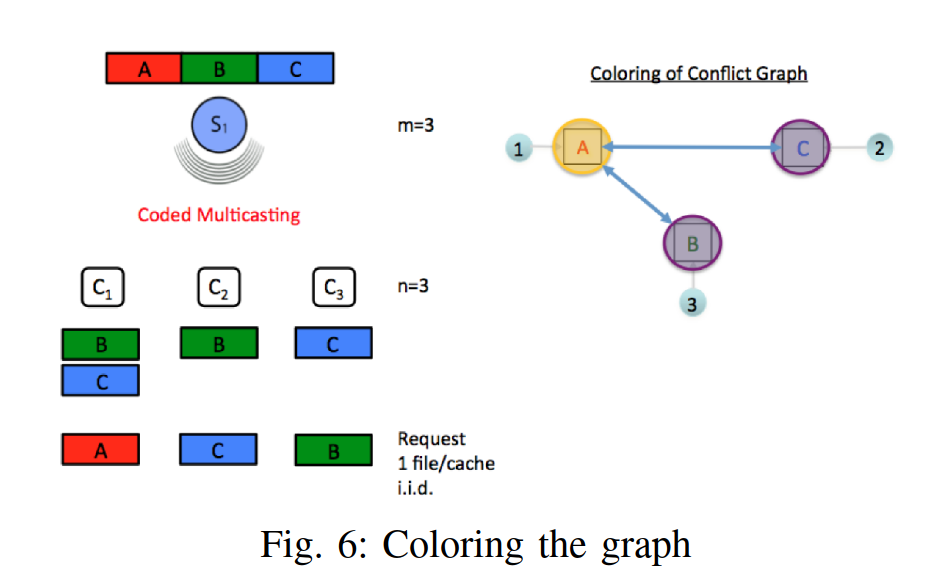 A B C
S1
m=3
Coded Multicasting
C1 C2 C3
n=3
B B C
C
A C B
Request
1 file/cache
i.i.d.
Coloring of Conflict Graph
1 A C 2
B
3
Fig. 6: Coloring the graph